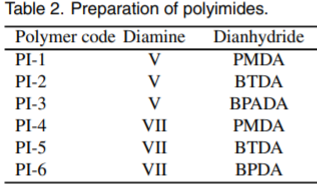 Table 2. Preparation of polyimides.
Polymer code Diamine Dianhydride
PI-1 V PMDA
PI-2 V BTDA
PI-3 V BPADA
PI-4 VII PMDA
PI-5 VII BTDA
PI-6 VII BPDA